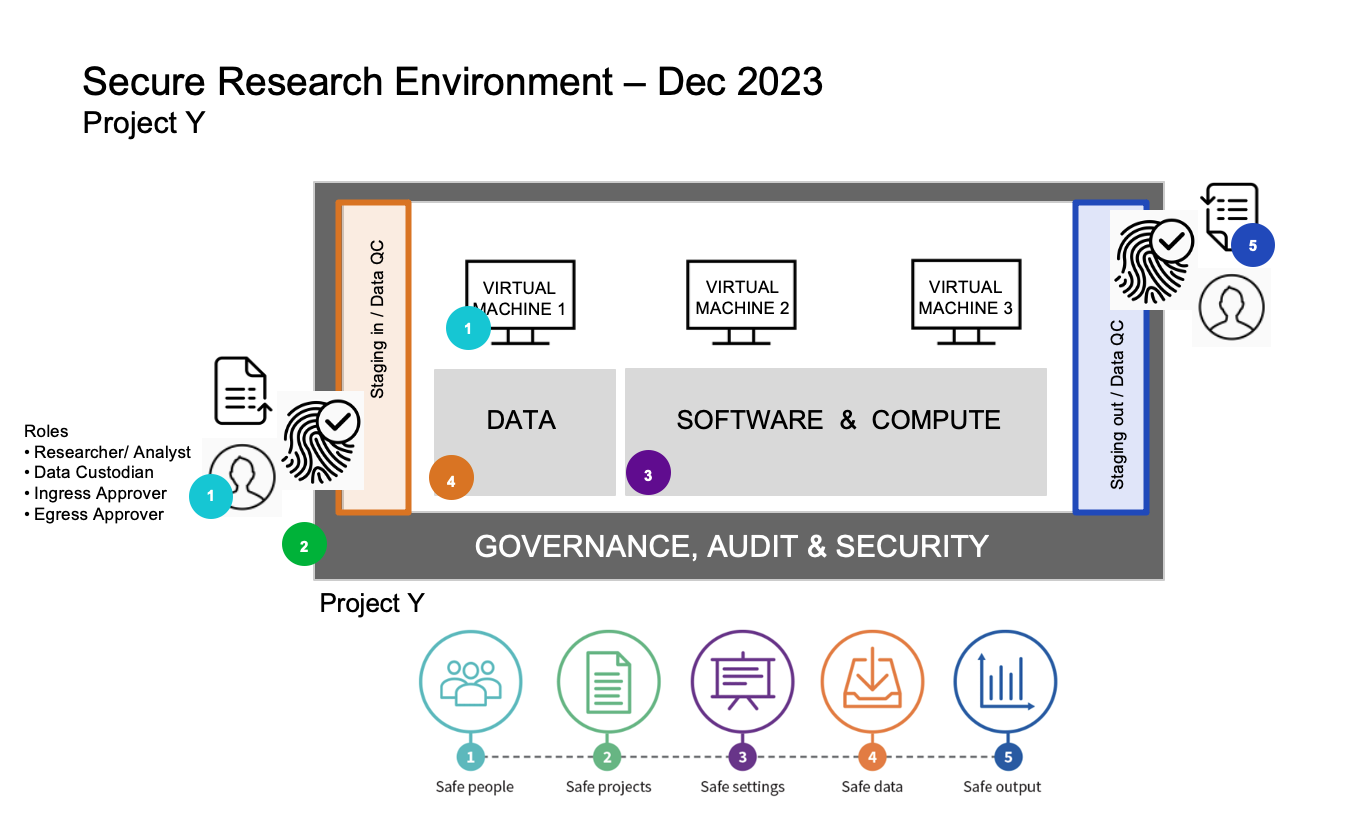 Secure Research Environment – Dec 2023
Project Y
Staging in / Data QC
VIRTUAL
MACHINE 1
1
VIRTUAL
MACHINE 2
VIRTUAL
MACHINE 3
Staging out / Data QC
5
DATA
4
SOFTWARE & COMPUTE
3
Roles
• Researcher/ Analyst
• Data Custodian
• Ingress Approver
• Egress Approver
1
2
GOVERNANCE, AUDIT & SECURITY
Project Y
1
2
3
4
5
Safe people
Safe projects
Safe settings
Safe data
Safe output